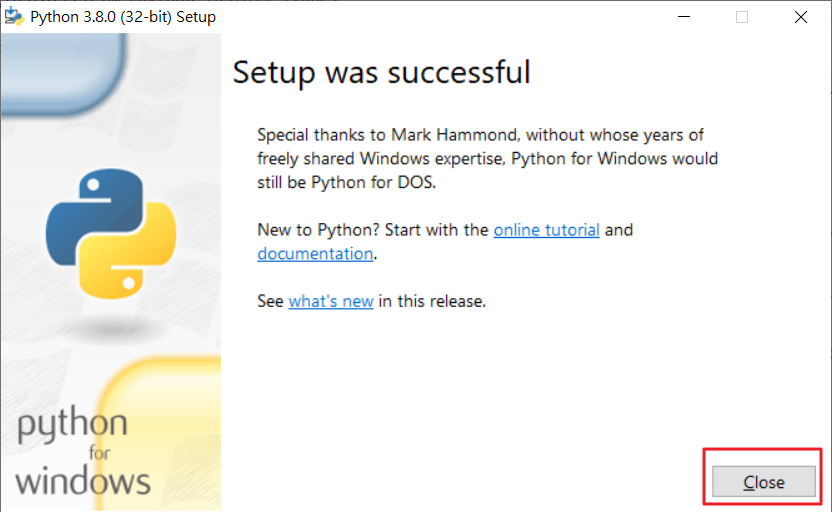 Python 3.8.0 (32-bit) Setup
Setup was successful
Special thanks to Mark Hammond, without whose years of
freely shared Windows expertise, Python for Windows would
still be Python for DOS.
New to Python? Start with the online tutorial and
documentation.
See what's new in this release.
python
for
windows
Close